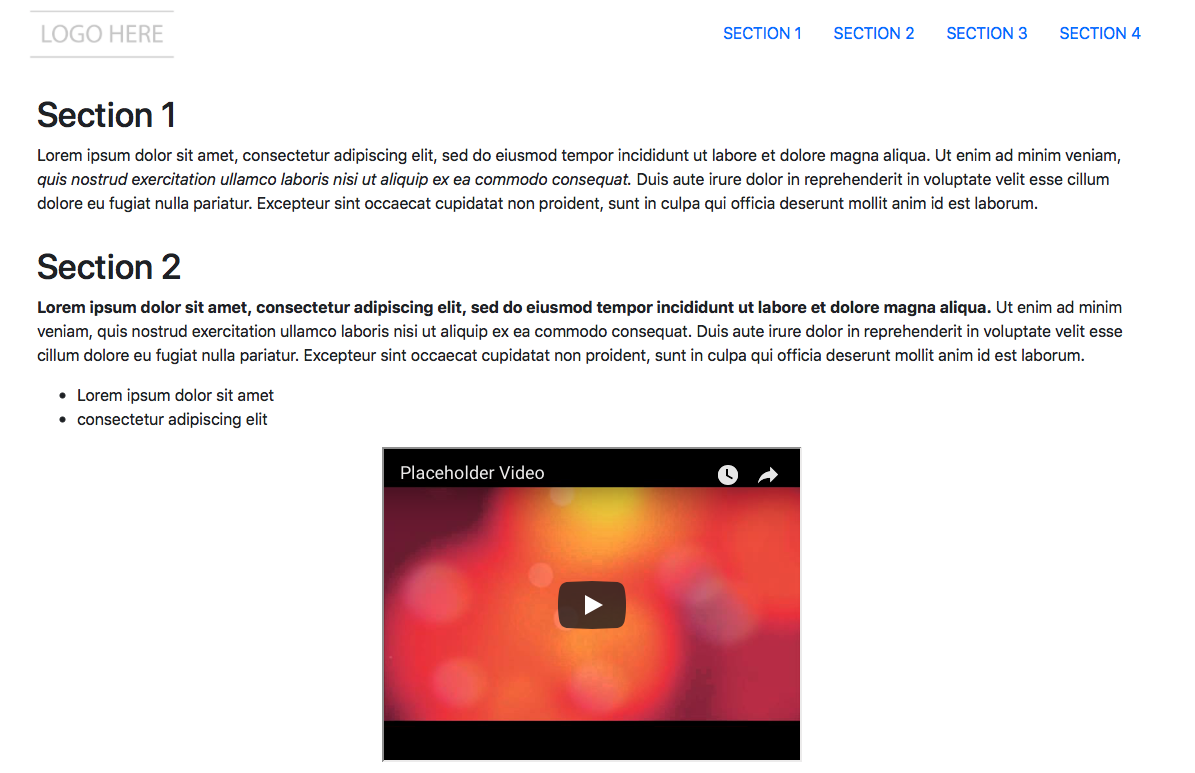 LOGO HERE
SECTION 1 SECTION 2 SECTION 3 SECTION 4
Section 1
Lorem ipsum dolor sit amet, consectetur adipiscing elit, sed do eiusmod tempor incididunt ut labore et dolore magna aliqua. Ut enim ad minim veniam,
quis nostrud exercitation ullamco laboris nisi ut aliquip ex ea commodo consequat. Duis aute irure dolor in reprehenderit in voluptate velit esse cillum
dolore eu fugiat nulla pariatur. Excepteur sint occaecat cupidatat non proident, sunt in culpa qui officia deserunt mollit anim id est laborum.
Section 2
Lorem ipsum dolor sit amet, consectetur adipiscing elit, sed do eiusmod tempor incididunt ut labore et dolore magna aliqua. Ut enim ad minim
veniam, quis nostrud exercitation ullamco laboris nisi ut aliquip ex ea commodo consequat. Duis aute irure dolor in reprehenderit in voluptate velit esse
cillum dolore eu fugiat nulla pariatur. Excepteur sint occaecat cupidatat non proident, sunt in culpa qui officia deserunt mollit anim id est laborum.
• Lorem ipsum dolor sit amet
• consectetur adipiscing elit
Placeholder Video